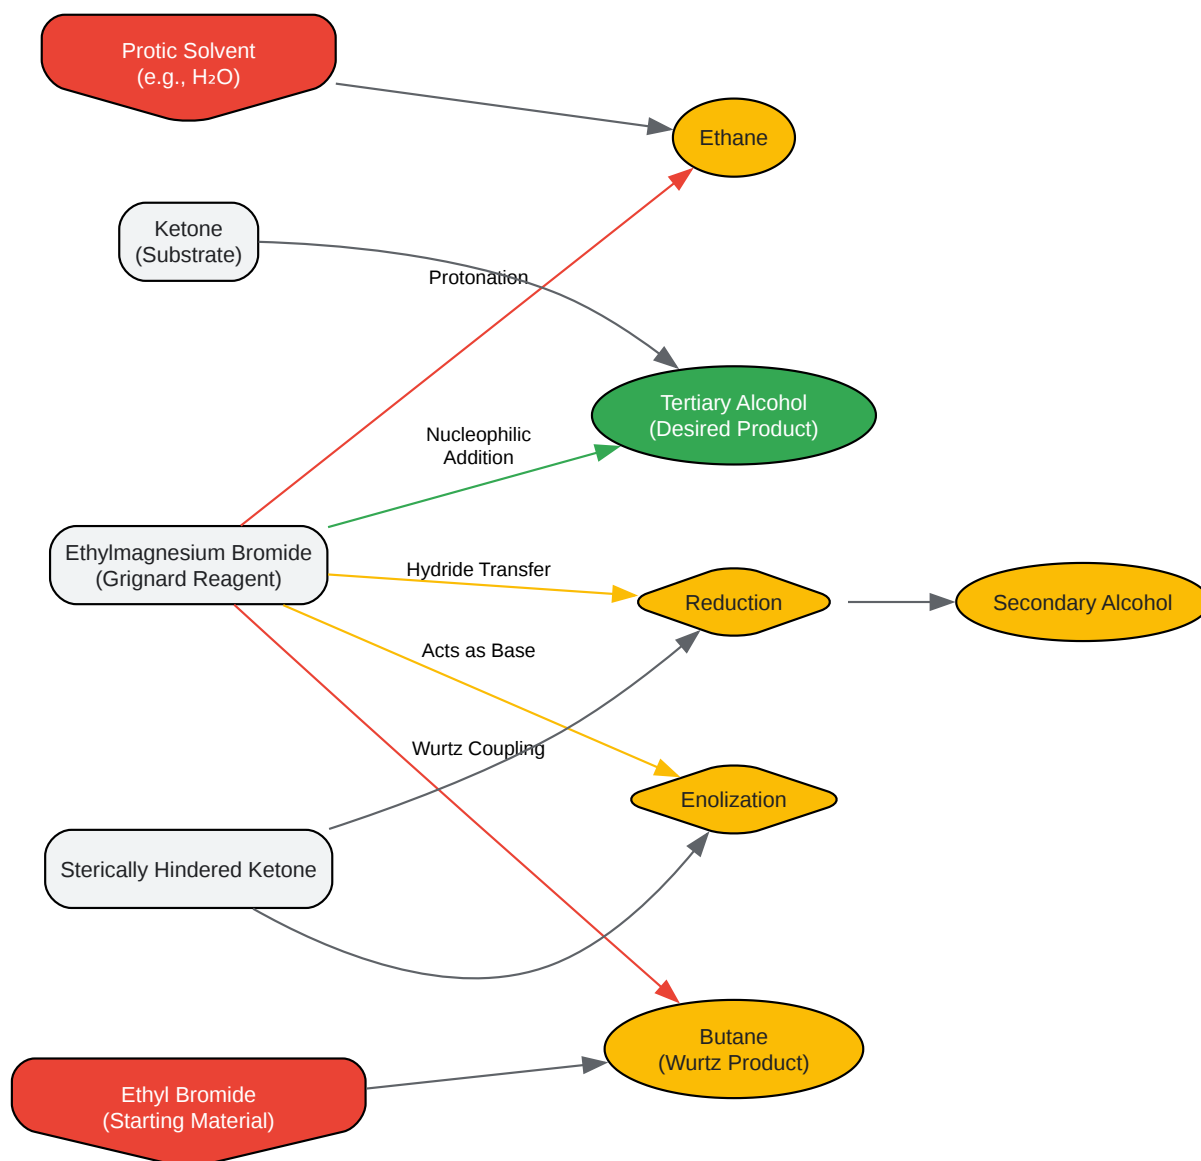 Protic Solvent
(e.g., H₂O)
Ethane
Ketone
(Substrate)
Protonation
Tertiary Alcohol
(Desired Product)
Nucleophilic
Addition
Ethylmagnesium Bromide
(Grignard Reagent)
Hydride Transfer
Reduction
Secondary Alcohol
Acts as Base
Wurtz Coupling
Enolization
Sterically Hindered Ketone
Butane
(Wurtz Product)
Ethyl Bromide
(Starting Material)